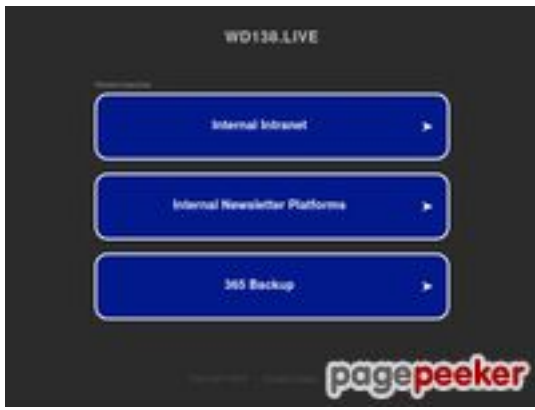 WD138.LIVE
Internal Intranet
Internal Newsletter Platforms
365 Backup
pagepeeker